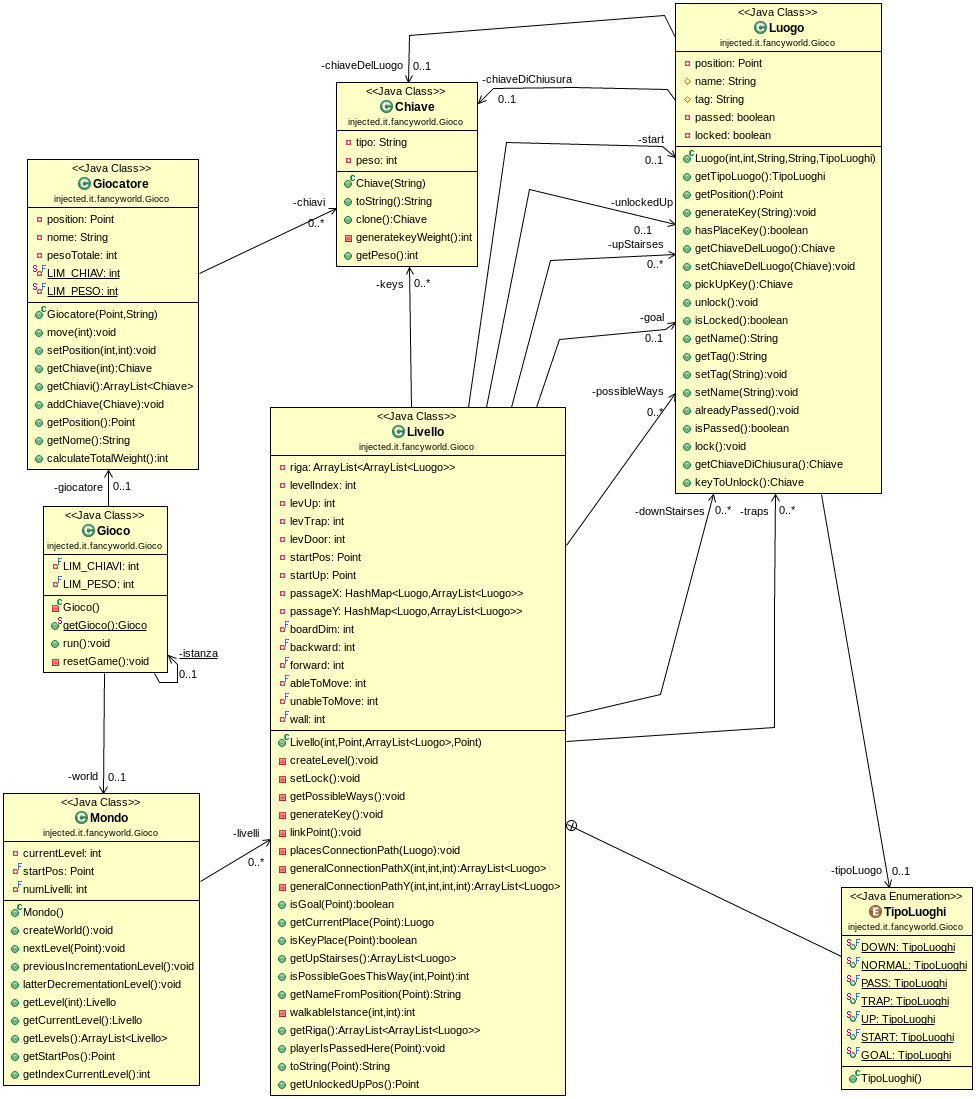 <<Java Class>>
Luogo
injected.it.fancyworld.Gioco
position: Point
name: String
tag: String
passed: boolean
locked: boolean
Luogo(int,int,String,String,TipoLuoghi)
getTipoLuogo():TipoLuoghi
getPosition():Point
generateKey(String):void
hasPlaceKey():boolean
getChiaveDelLuogo():Chiave
setChiaveDelLuogo(Chiave):void
pickUpKey():Chiave
unlock():void
isLocked():boolean
getName():String
getTag():String
setTag(String):void
setName(String):void
alreadyPassed():void
isPassed():boolean
lock():void
getChiaveDiChiusura():Chiave
keyToUnlock():Chiave
-chiaveDelLuogo 0..1
-chiaveDiChiusura
0..1
<<Java Class>>
Chiave
injected.it.fancyworld.Gioco
tipo: String
peso: int
Chiave(String)
toString():String
clone():Chiave
generatekeyWeight():int
getPeso():int
-start
0..1
-unlockedUp
0..1
-upStairses
0..*
-goal
0..1
-possibleWays
0..*
-downStairses 0..*
-traps 0..*
-keys 0..*
-chiavi
0..*
<<Java Class>>
Giocatore
injected.it.fancyworld.Gioco
position: Point
nome: String
pesoTotale: int
LIM_CHIAV: int
LIM_PESO: int
Giocatore(Point,String)
move(int):void
setPosition(int,int):void
getChiave(int):Chiave
getChiavi():ArrayList<Chiave>
addChiave(Chiave):void
getPosition():Point
getNome():String
calculateTotalWeight():int
-giocatore 0..1
<<Java Class>>
Gioco
injected.it.fancyworld.Gioco
LIM_CHIAVI: int
LIM_PESO: int
Gioco()
getGioco():Gioco
run():void
resetGame():void
-istanza
0..1
-world 0..1
<<Java Class>>
Mondo
injected.it.fancyworld.Gioco
currentLevel: int
startPos: Point
numLivelli: int
Mondo()
createWorld():void
nextLevel(Point):void
previousIncrementationLevel():void
latterDecrementationLevel():void
getLevel(int):Livello
getCurrentLevel():Livello
getLevels():ArrayList<Livello>
getStartPos():Point
getIndexCurrentLevel():int
-livelli
0..*
<<Java Class>>
Livello
injected.it.fancyworld.Gioco
riga: ArrayList<ArrayList<Luogo>>
levelIndex: int
levUp: int
levTrap: int
levDoor: int
startPos: Point
startUp: Point
passageX: HashMap<Luogo,ArrayList<Luogo>>
passageY: HashMap<Luogo,ArrayList<Luogo>>
boardDim: int
backward: int
forward: int
ableToMove: int
unableToMove: int
wall: int
Livello(int,Point,ArrayList<Luogo>,Point)
createLevel():void
setLock():void
getPossibleWays():void
generateKey():void
linkPoint():void
placesConnectionPath(Luogo):void
generalConnectionPathX(int,int,int):ArrayList<Luogo>
generalConnectionPathY(int,int,int,int):ArrayList<Luogo>
isGoal(Point):boolean
getCurrentPlace(Point):Luogo
isKeyPlace(Point):boolean
getUpStairses():ArrayList<Luogo>
isPossibleGoesThisWay(int,Point):int
getNameFromPosition(Point):String
walkableIstance(int,int):int
getRiga():ArrayList<ArrayList<Luogo>>
playerIsPassedHere(Point):void
toString(Point):String
getUnlockedUpPos():Point
-tipoLuogo 0..1
<<Java Enumeration>>
TipoLuoghi
injected.it.fancyworld.Gioco
DOWN: TipoLuoghi
NORMAL: TipoLuoghi
PASS: TipoLuoghi
TRAP: TipoLuoghi
UP: TipoLuoghi
START: TipoLuoghi
GOAL: TipoLuoghi
TipoLuoghi()